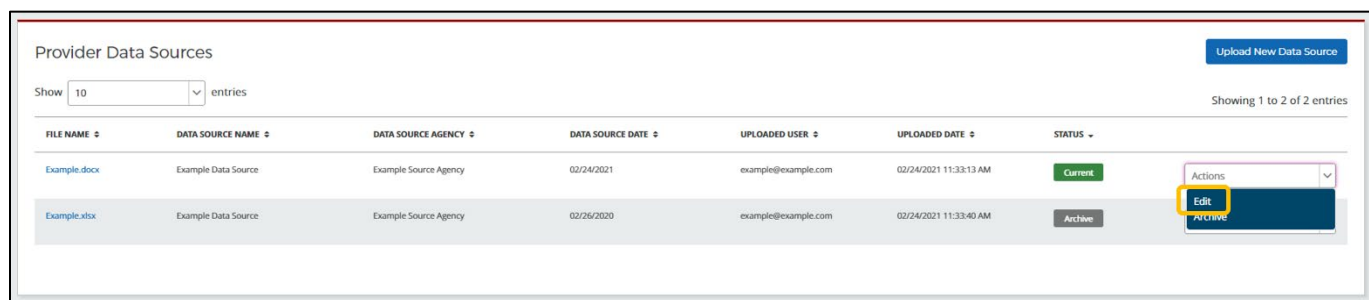 Provider Data Sources
Upload New Data Source
Show 10 entries
Showing 1 to 2 of 2 entries
FILE NAME DATA SOURCE NAME DATA SOURCE AGENCY DATA SOURCE DATE UPLOADED USER UPLOADED DATE STATUS
Example.docx Example Data Source Example Source Agency 02/24/2021 example@example.com 02/24/2021 11:33:13 AM Current Actions
Edit
Example.xlsx Example Data Source Example Source Agency 02/26/2020 example@example.com 02/24/2021 11:33:40 AM Archive Archive